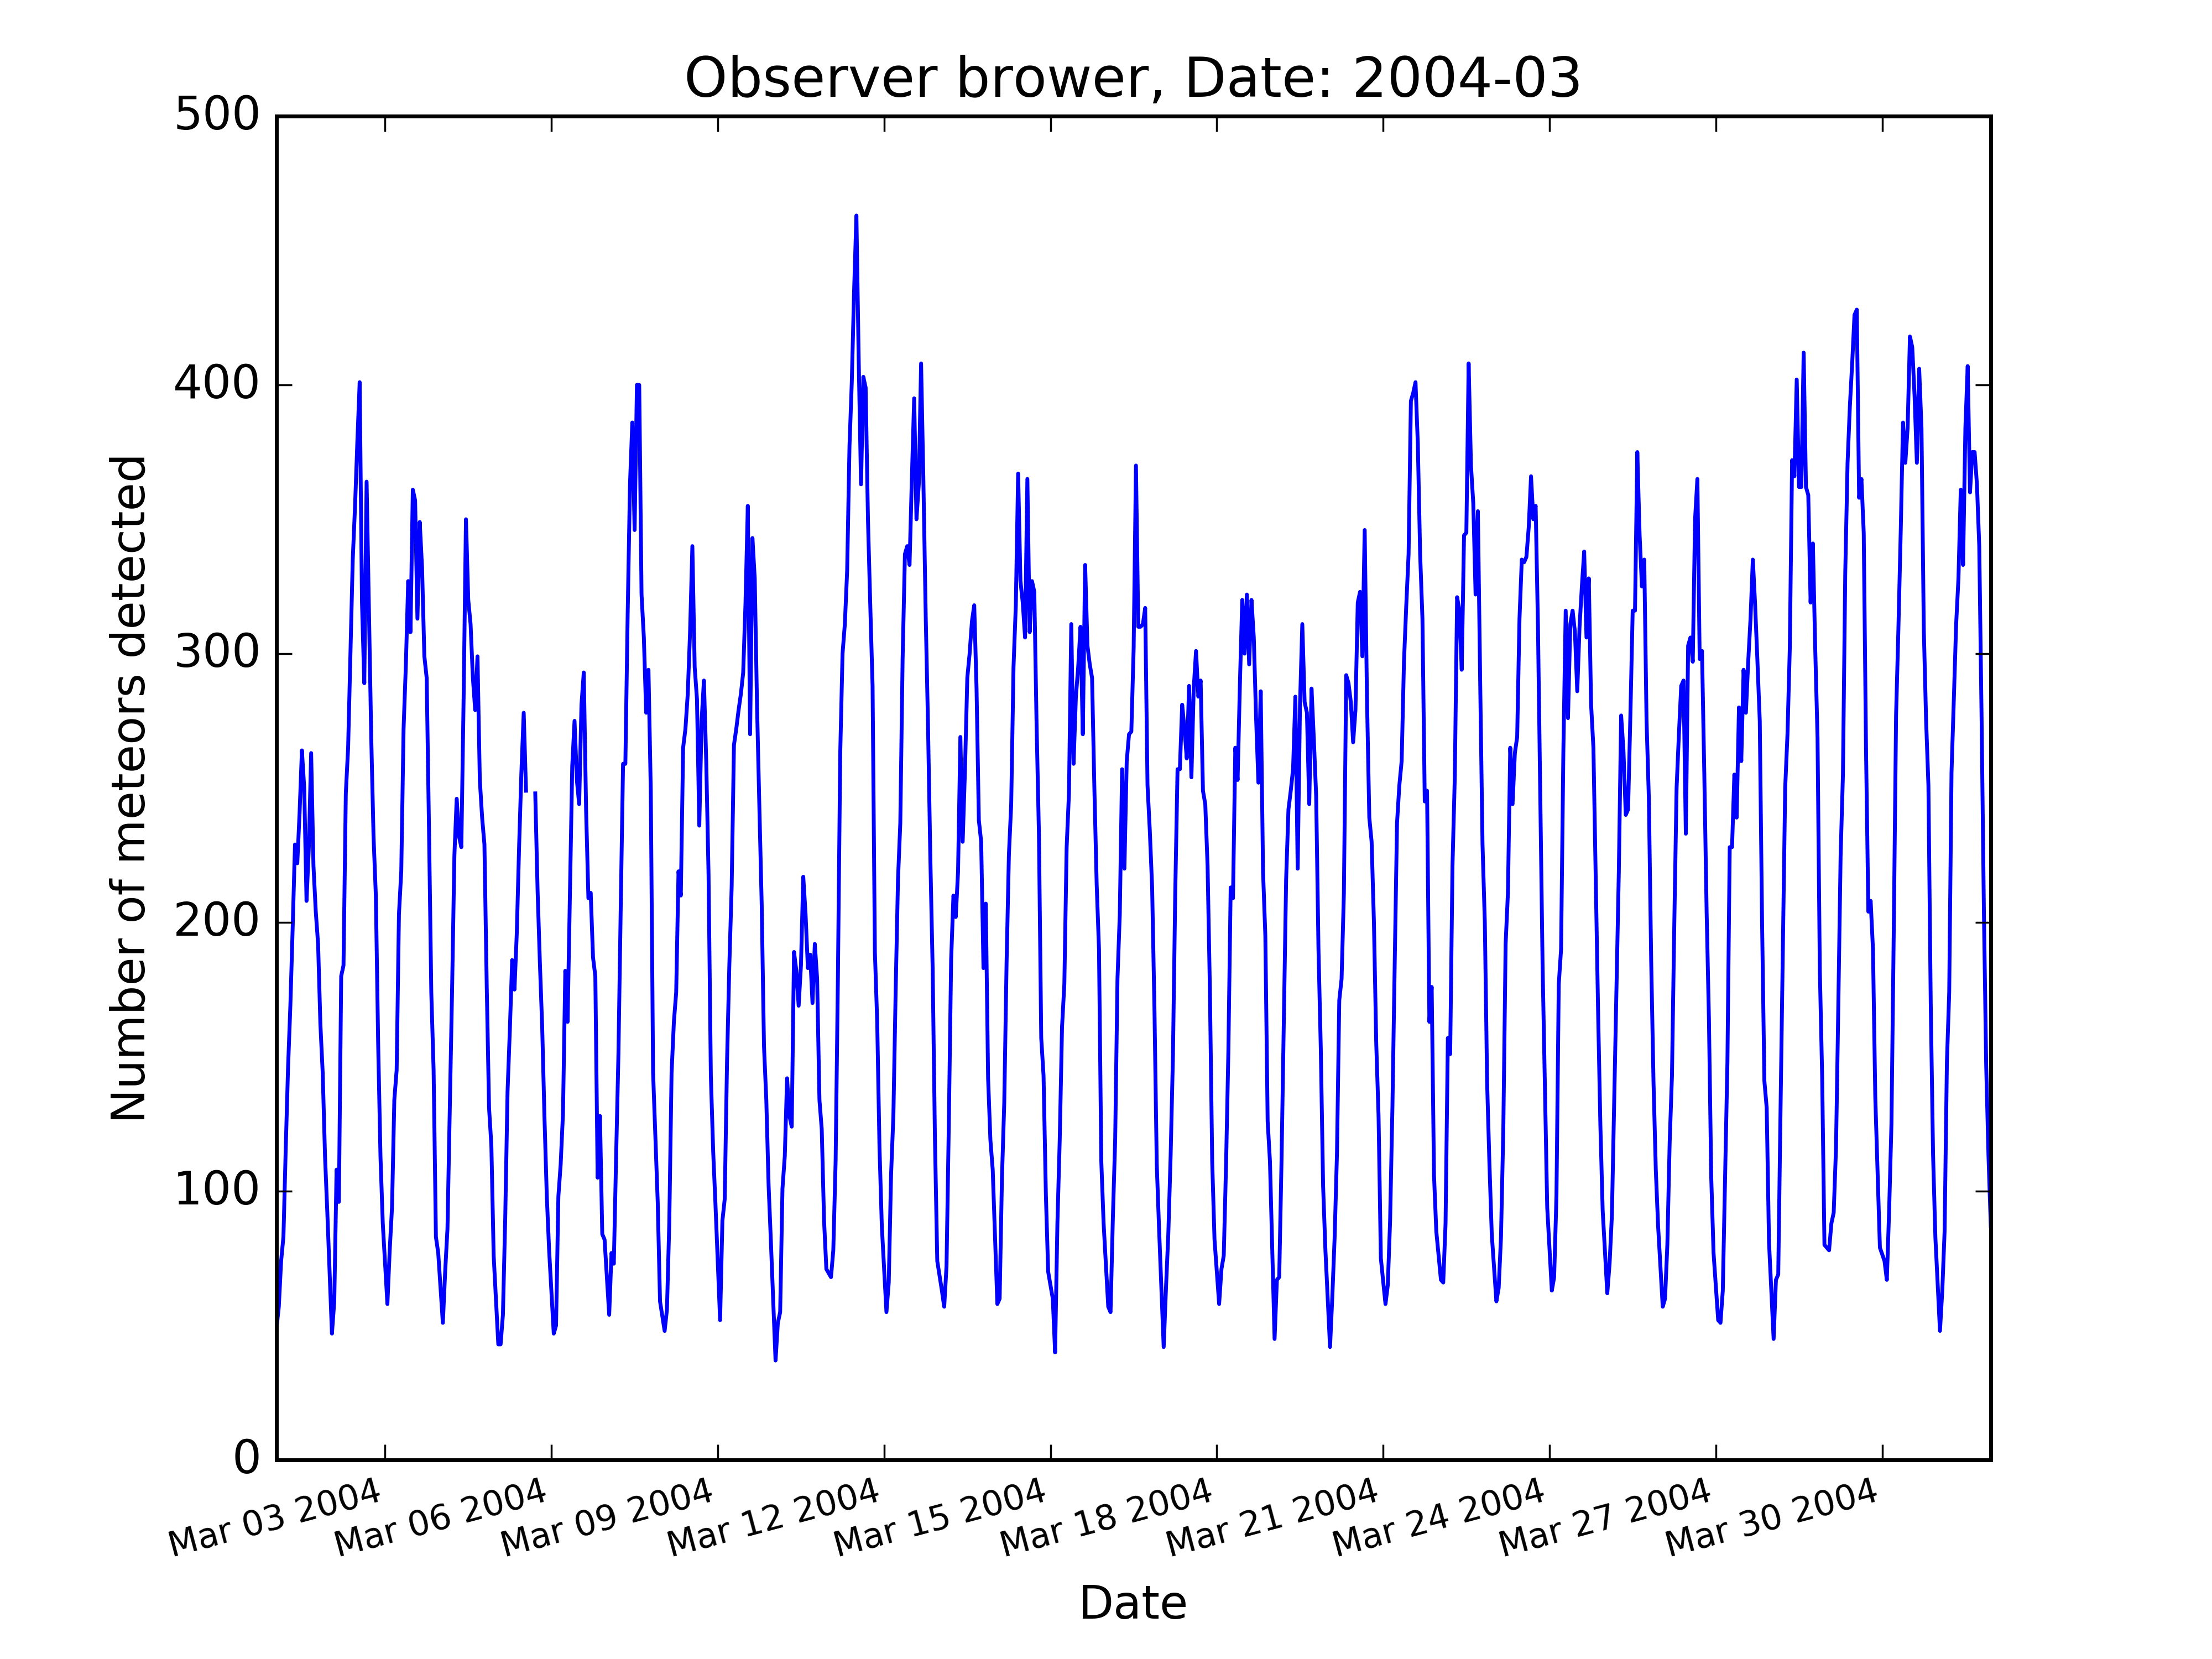 Observer brower, Date: 2004-03
500
400
300
200
100
0
Number of meteors detected
Mar 03 2004
Mar 06 2004
Mar 09 2004
Mar 12 2004
Mar 15 2004
Mar 18 2004
Mar 21 2004
Mar 24 2004
Mar 27 2004
Mar 30 2004
Date